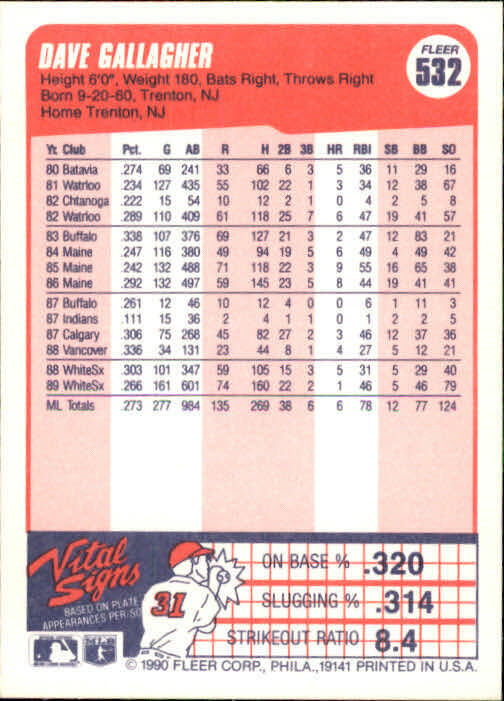 DAVE GALLAGHER
FLEER
532
Height 6'0", Weight 180, Bats Right, Throws Right
Born 9-20-60, Trenton, NJ
Home Trenton, NJ
Yr. Club Pct. G AB R H 2B 3B HR RBI SB BB SO
80 Batavia .274 69 241 33 66 6 3 5 36 11 29 16
81 Watrloo .234 127 435 55 102 22 1 3 34 12 38 67
82 Chtanoga .222 15 54 10 12 2 1 0 4 2 5 8
82 Watrloo .289 110 409 61 118 25 7 6 47 19 41 57
83 Buffalo .338 107 376 69 127 21 3 2 47 12 83 21
84 Maine .247 116 380 49 94 19 5 6 49 4 49 42
85 Maine .242 132 488 71 118 22 3 9 55 16 65 38
86 Maine .292 132 497 59 145 23 5 8 44 19 41 41
87 Buffalo .261 12 46 10 12 4 0 0 6 1 11 3
87 Indians .111 15 36 2 4 1 1 0 1 2 2 5
87 Calgary .306 75 268 45 82 27 2 3 46 12 37 36
88 Vancover .336 34 131 23 44 8 1 4 27 5 12 21
88 WhiteSx .303 101 347 59 105 15 3 5 31 5 29 40
89 WhiteSx .266 161 601 74 160 22 2 1 46 5 46 79
ML Totals .273 277 984 135 269 38 6 6 78 12 77 124
Vital
Signs
BASED ON PLATE
APPEARANCES PER/SO
31
ON BASE % .320
SLUGGING % .314
STRIKEOUT RATIO 8.4
© 1990 FLEER CORP., PHILA., 19141 PRINTED IN U.S.A.